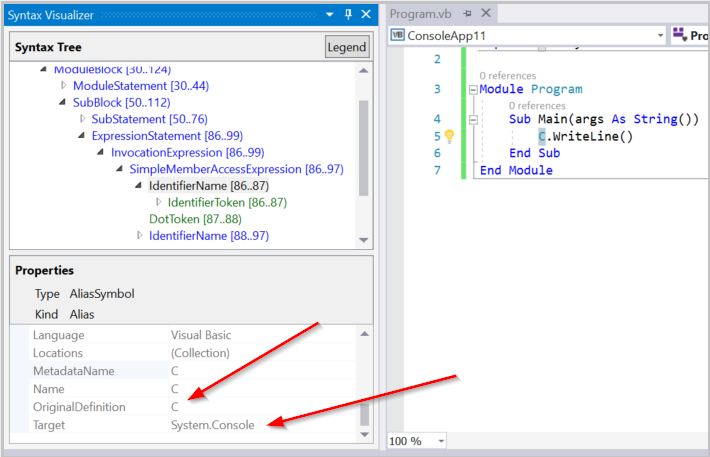 Syntax Visualizer
Syntax Tree
Legend
ModuleBlock [30..124)
ModuleStatement [30..44)
SubBlock [50..112)
SubStatement [50..76)
ExpressionStatement [86..99)
InvocationExpression [86..99)
SimpleMemberAccessExpression [86..97)
IdentifierName [86..87)
IdentifierToken [86..87)
DotToken [87..88)
IdentifierName [88..97)
Properties
Type AliasSymbol
Kind Alias
Language Visual Basic
Locations (Collection)
MetadataName C
Name C
OriginalDefinition C
Target System.Console
Program.vb
VB ConsoleApp11
Pro
2
0 references
3 Module Program
0 references
4 Sub Main(args As String())
5 C.WriteLine()
6 End Sub
7 End Module
100 %